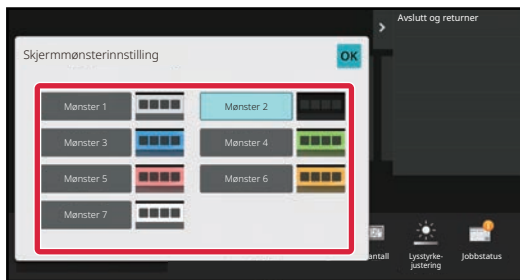 Avslutt og returner
Skjermmønsterinnstilling
OK
Mønster 1
Mønster 2
Mønster 3
Mønster 4
Mønster 5
Mønster 6
Mønster 7
antall
Lysstyrke-
justering
Jobbstatus